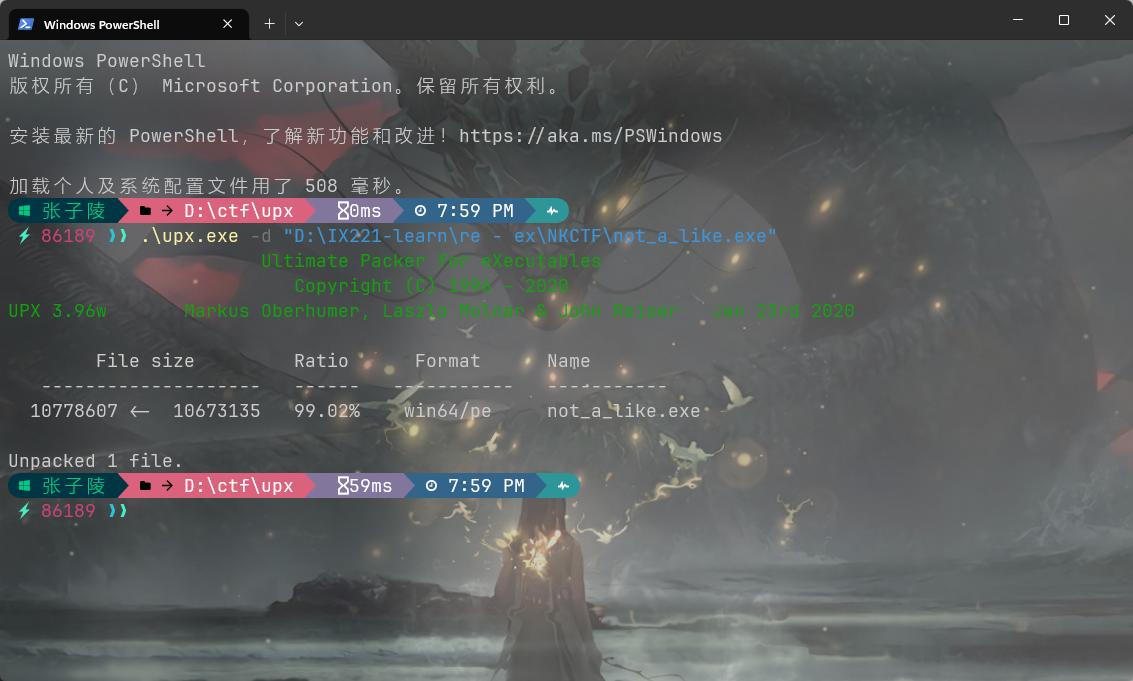 Windows PowerShell
Windows PowerShell
版权所有（C） Microsoft Corporation。保留所有权利。
安装最新的 PowerShell，了解新功能和改进！https://aka.ms/PSWindows
加载个人及系统配置文件用了 508 毫秒。
张子陵 → D:\ctf\upx 0ms 7:59 PM
86189 .\upx.exe -d "D:\IX221-learn\re - ex\NKCTF\not_a_like.exe"
Ultimate Packer for eXecutables
Copyright (C) 1996 - 2020
UPX 3.96w Markus Oberhumer, Laszlo Molnar & John Reiser Jan 23rd 2020
File size Ratio Format Name
-------------------- ------ ----------- -----------
10778607 <- 10673135 99.02% win64/pe not_a_like.exe
Unpacked 1 file.
张子陵 → D:\ctf\upx 59ms 7:59 PM
86189